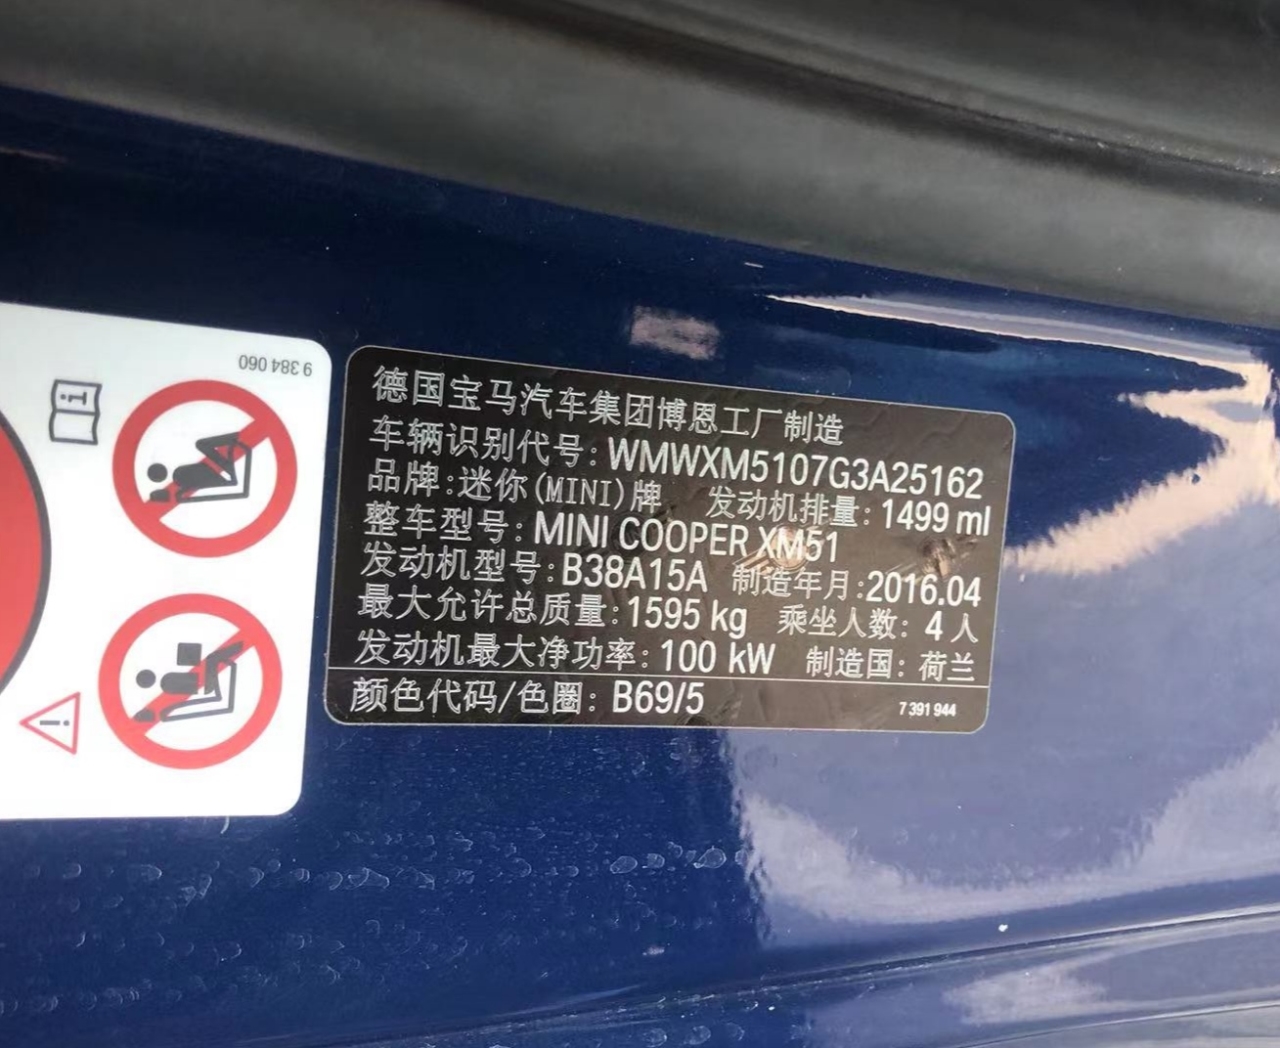 9 384 060
德国宝马汽车集团博恩工厂制造
车辆识别代号: WMWXM5107G3A25162
品牌:迷你(MINI)牌 发动机排量: 1499 ml
整车型号: MINI COOPER XM51
发动机型号: B38A15A 制造年月:2016.04
最大允许总质量: 1595 kg 乘坐人数: 4 人
发动机最大净功率: 100 kW 制造国: 荷兰
颜色代码/色圈: B69/5 7 391 944